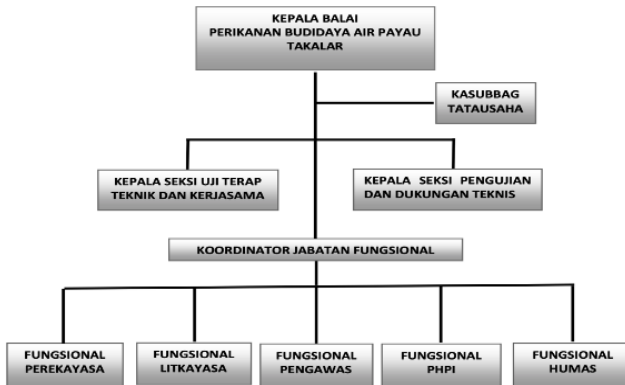 KEPALA BALAI
PERIKANAN BUDIDAYA AIR PAYAU
TAKALAR
KASUBBAG
TATAUSAHA
KEPALA SEKSI UJI TERAP
TEKNIK DAN KERJASAMA
KEPALA SEKSI PENGUJIAN
DAN DUKUNGAN TEKNIS
KOORDINATOR JABATAN FUNGSIONAL
FUNGSIONAL
PEREKAYASA
FUNGSIONAL
LITKAYASA
FUNGSIONAL
PENGAWAS
FUNGSIONAL
PHPI
FUNGSIONAL
HUMAS